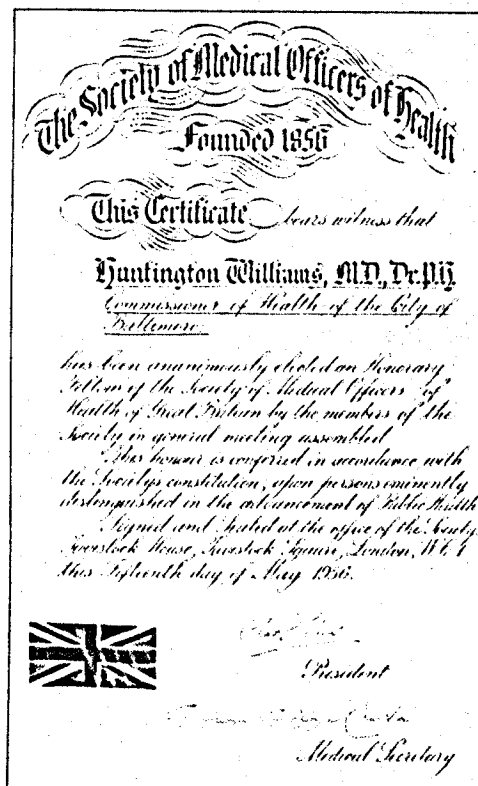 The Society of Medical Officers of Health
Founded 1856
This Certificate bears witness that
Huntington Williams, M.D., Dr.P.H.
Commissioner of Health of the City of
Baltimore,
has been unanimously elected an Honorary
Fellow of the Society of Medical Officers of
Health of Great Britain by the members of the
Society in general meeting assembled
This honour is conferred in accordance with
the Society's constitution, upon persons eminently
distinguished in the advancement of Public Health
Signed and Sealed at the office of the Society,
Tavistock House, Tavistock Square, London, W.C.1
this fifteenth day of May 1956.
President
Medical Secretary